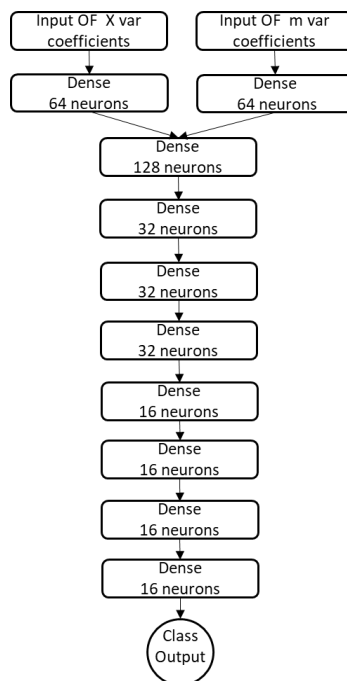 Input OF X var
coefficients
Input OF m var
coefficients
Dense
64 neurons
Dense
64 neurons
Dense
128 neurons
Dense
32 neurons
Dense
32 neurons
Dense
32 neurons
Dense
16 neurons
Dense
16 neurons
Dense
16 neurons
Dense
16 neurons
Class
Output